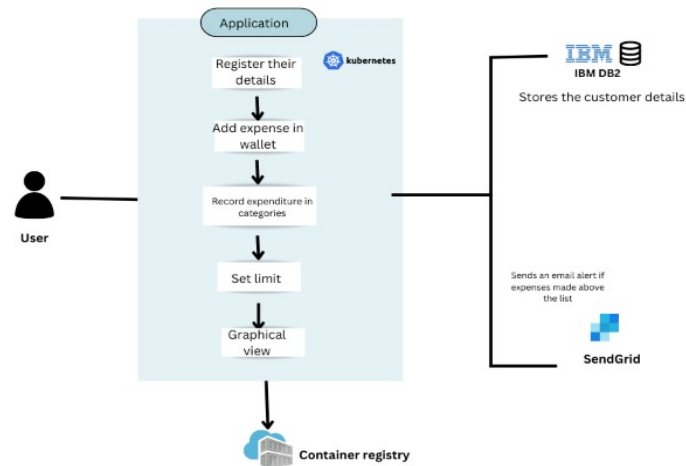 Application
kubernetes
Register their
details
Add expense in
wallet
Record expenditure in
categories
Set limit
Graphical
view
Container registry
User
IBM
IBM DB2
Stores the customer details
Sends an email alert if
expenses made above
the list
SendGrid